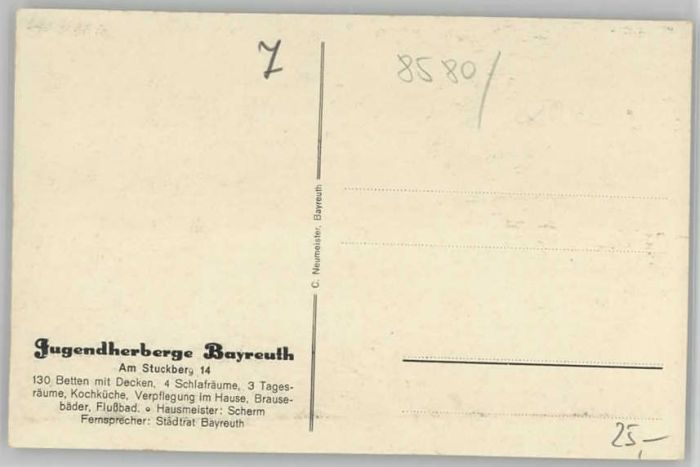 7
8580/
C. Neumeister, Bayreuth
Jugendherberge Bayreuth
Am Stuckberg 14
130 Betten mit Decken, 4 Schlafräume, 3 Tages-
räume, Kochküche, Verpflegung im Hause, Brause-
bäder, Flußbad. • Hausmeister: Scherm
Fernsprecher: Städtrat Bayreuth
25,-